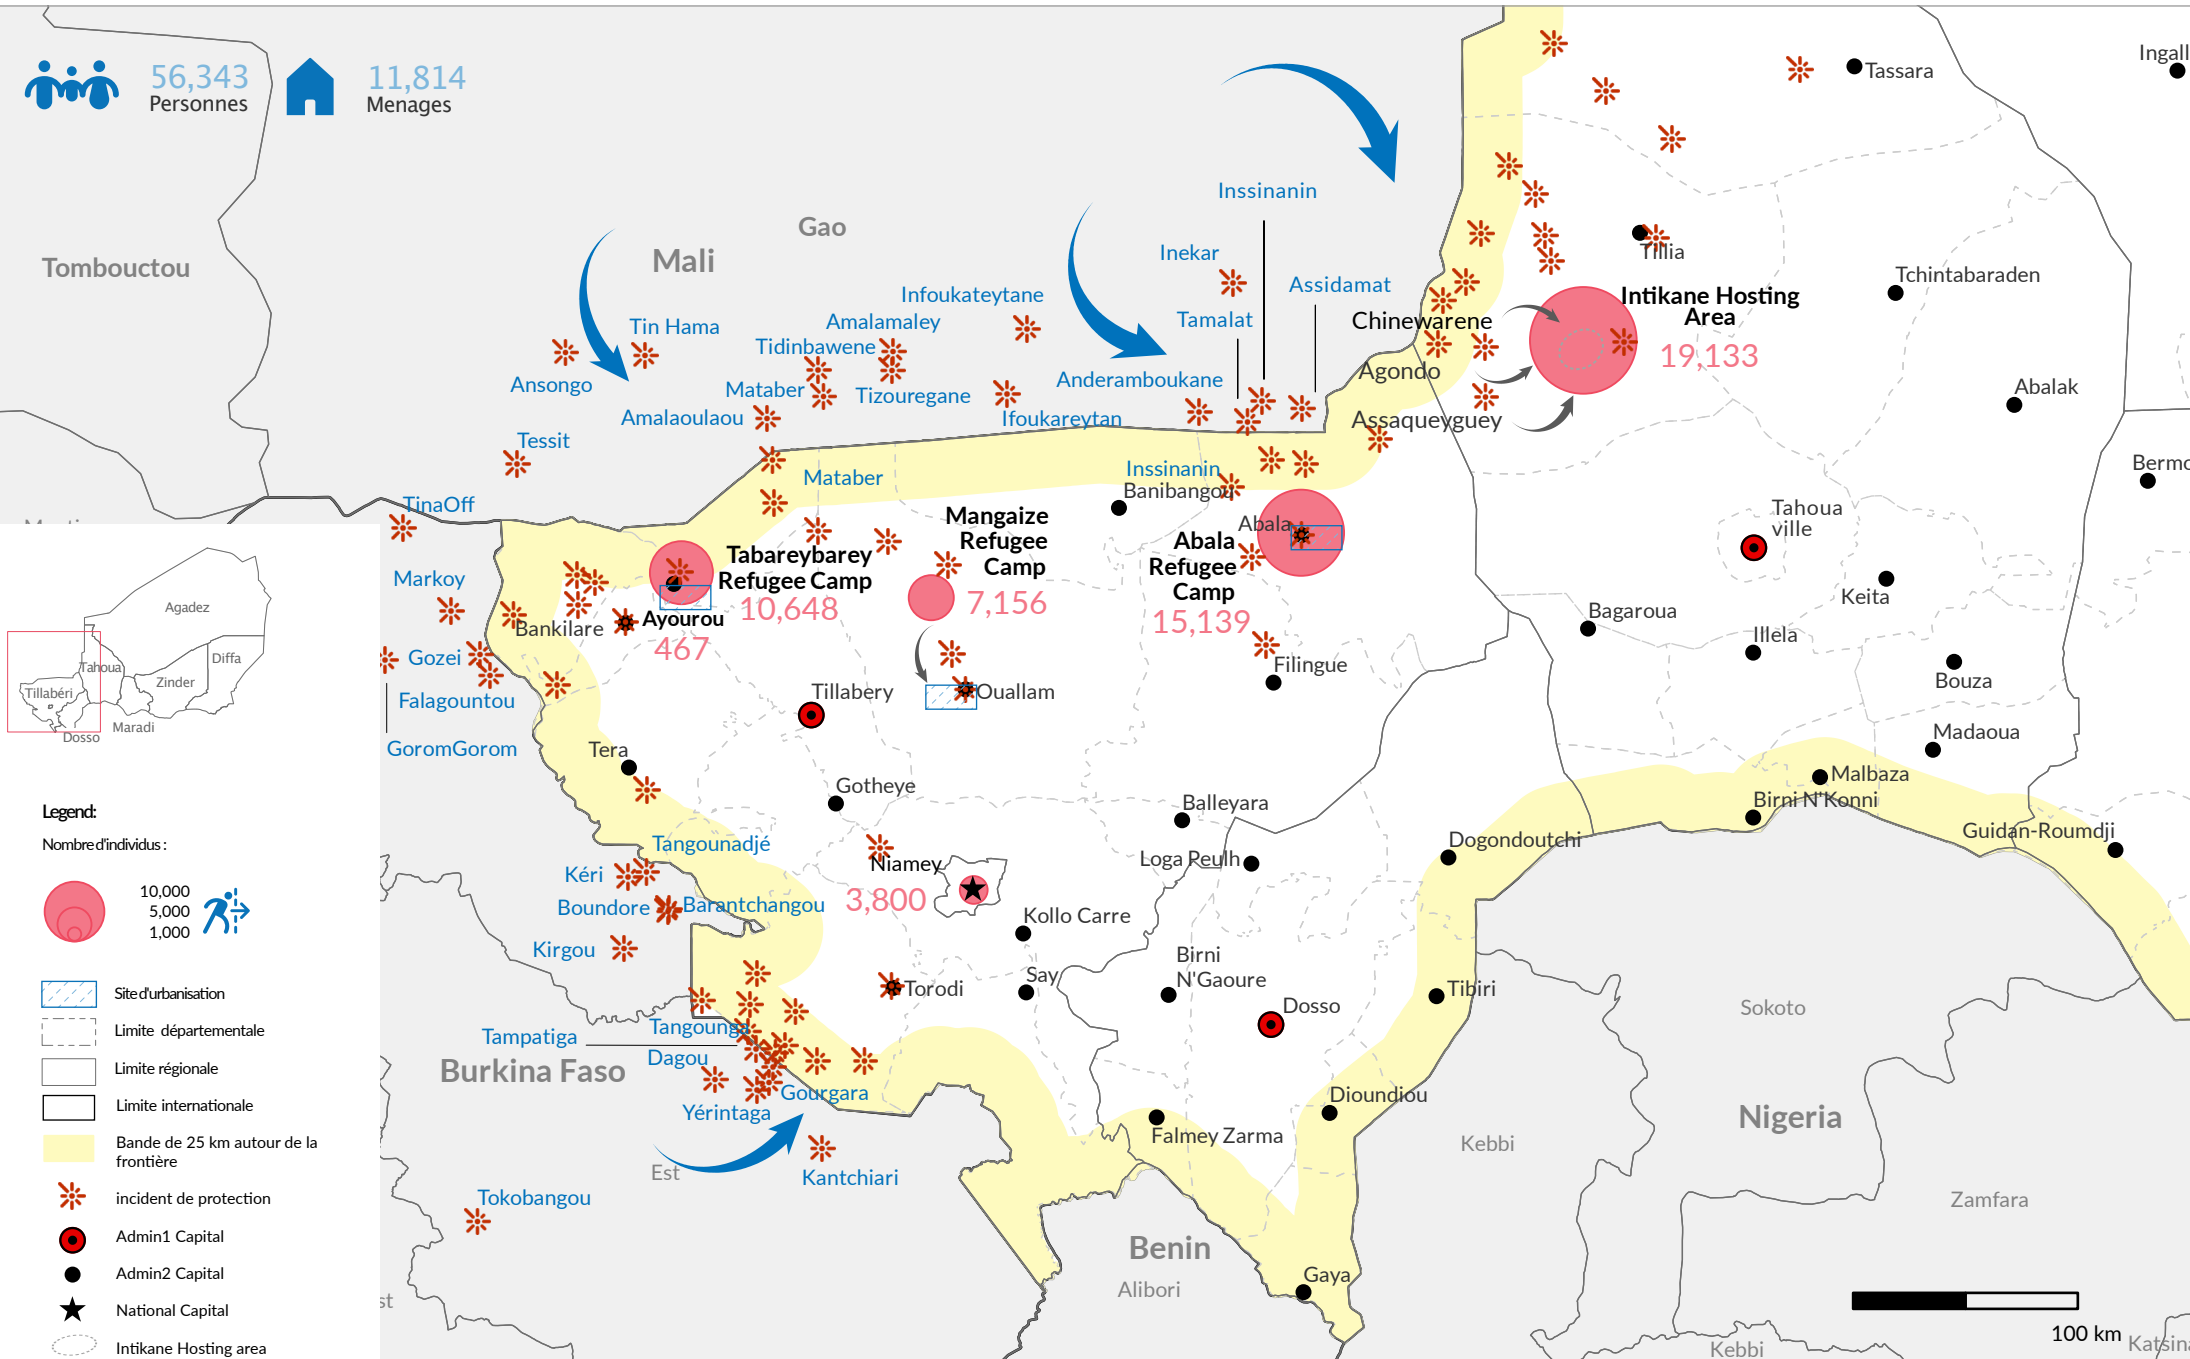 56,343
Personnes
11,814
Menages
Tombouctou
Mali
Gao
Inssinanin
Inekar
Assidamat
Tamalat
Infoukateytane
Amalamaley
Tin Hama
Tidinbawene
Ansongo
Mataber
Tizouregane
Anderamboukane
Amalaoulaou
Ifoukareytan
Tessit
TinaOff
Mataber
Inssinanin
Banibangou
Chinewarene
Agondo
Assaqueyguey
Tassara
Ingall
Tillia
Tchintabaraden
Intikane Hosting
Area
19,133
Abalak
Tahoua
ville
Keita
Bagaroua
Illela
Bouza
Madaoua
Malbaza
Birni N'Konni
Guidan-Roumdji
Dogondoutchi
Mangaize
Refugee
Camp
7,156
Tabareybarey
Refugee Camp
10,648
Ayourou
467
Abala
Abala
Refugee
Camp
15,139
Filingue
Ouallam
Tillabery
Markoy
Bankilare
Gozei
Falagountou
GoromGorom
Tera
Gotheye
Balleyara
Loga Peulh
Niamey
3,800
Kollo Carre
Say
Torodi
Birni
N'Gaoure
Dosso
Tibiri
Dioundiou
Falmey Zarma
Gaya
Tangounadjé
Kéri
Boundore
Barantchangou
Kirgou
Tangounga
Tampatiga
Dagou
Gourgara
Yérintaga
Kantchiari
Tokobangou
Est
Burkina Faso
Benin
Alibori
Nigeria
Sokoto
Kebbi
Zamfara
Kebbi
100 km
Agadez
Diffa
Tahoua
Zinder
Tillabéri
Maradi
Dosso
Legend:
Nombre d'individus :
10,000
5,000
1,000
Site d'urbanisation
Limite départementale
Limite régionale
Limite internationale
Bande de 25 km autour de la
frontière
incident de protection
Admin1 Capital
Admin2 Capital
National Capital
Intikane Hosting area